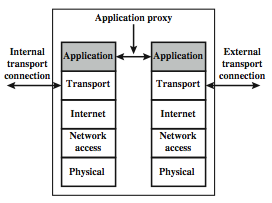 Application proxy
Internal
transport
connection
External
transport
connection
Application
Transport
Internet
Network
access
Physical
Application
Transport
Internet
Network
access
Physical